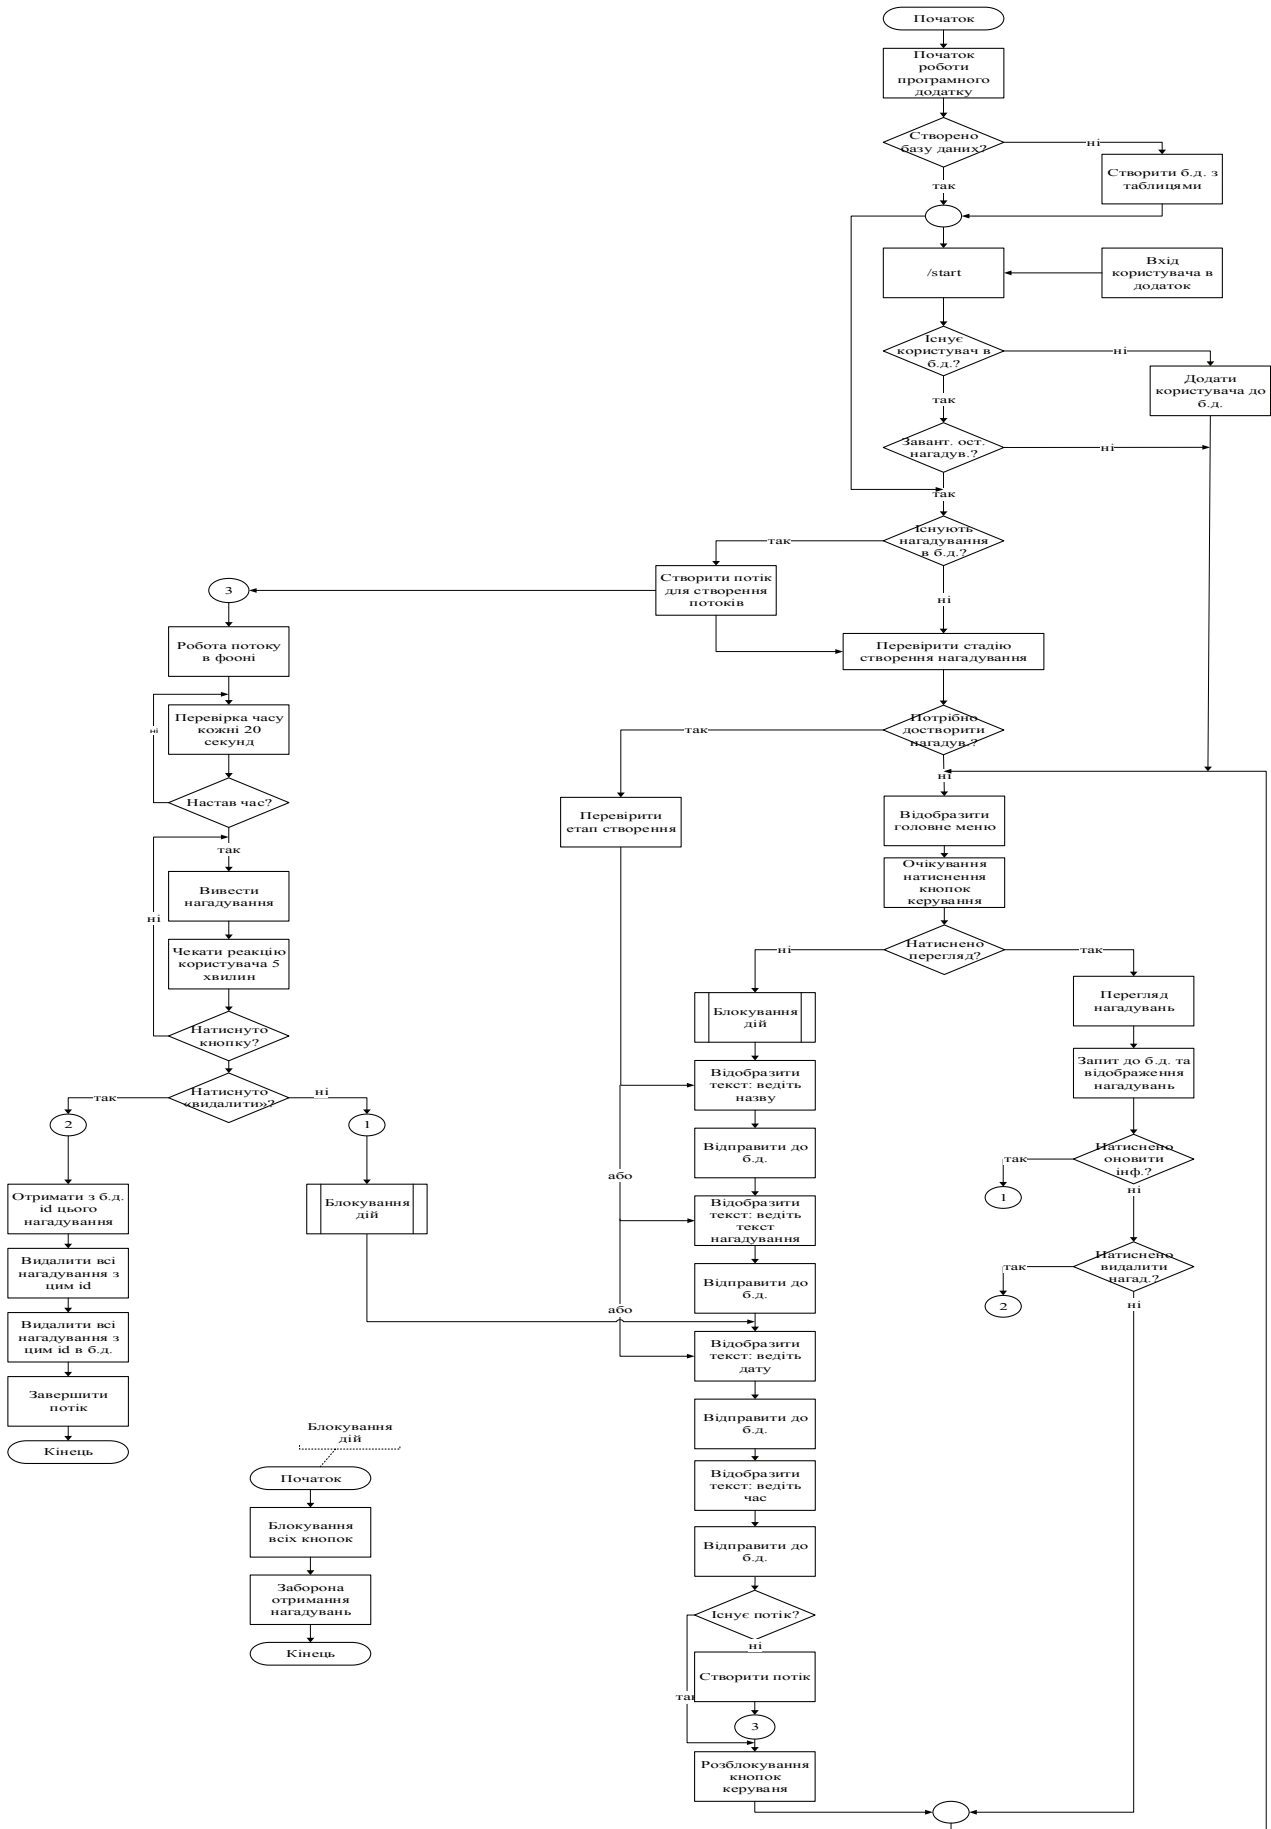 Початок
Початок
роботи
програмного
додатку
Створено
базу даних?
ні
Створити б.д. з
таблицями
так
/start
Вхід
користувача в
додаток
Існує
користувач в
б.д.?
ні
Додати
користувача до
б.д.
так
Завант. ост.
нагадув.?
ні
так
Існують
нагадування
в б.д.?
так
Створити потік
для створення
потоків
3
ні
Робота потоку
в фооні
Перевірити стадію
створення нагадування
Перевірка часу
кожні 20
секунд
ні
Потрібно
достворити
нагадув.?
так
ні
Настав час?
Перевірити
етап створення
Відобразити
головне меню
так
Очікування
натиснення
кнопок
керування
Вивести
нагадування
ні
Чекати реакцію
користувача 5
хвилин
Натиснено
перегляд?
ні
так
Блокування
дій
Перегляд
нагадувань
Натиснуто
кнопку?
Відобразити
текст: ведіть
назву
Запит до б.д. та
відображення
нагадувань
Натиснуто
«видалити»?
так
ні
2
1
Відправити до
б.д.
Натиснено
оновити
інф.?
так
1
ні
або
Отримати з б.д.
id цього
нагадування
Блокування
дій
Відобразити
текст: ведіть
текст
нагадування
Видалити всі
нагадування з
цим id
Відправити до
б.д.
Натиснено
видалити
нагад.?
так
2
ні
або
Видалити всі
нагадування з
цим id в б.д.
Відобразити
текст: ведіть
дату
Завершити
потік
Відправити до
б.д.
Кінець
Блокування
дій
Початок
Відобразити
текст: ведіть
час
Блокування
всіх кнопок
Відправити до
б.д.
Заборона
отримання
нагадувань
Існує потік?
ні
Кінець
Створити потік
так
3
Розблокування
кнопок
керуваня